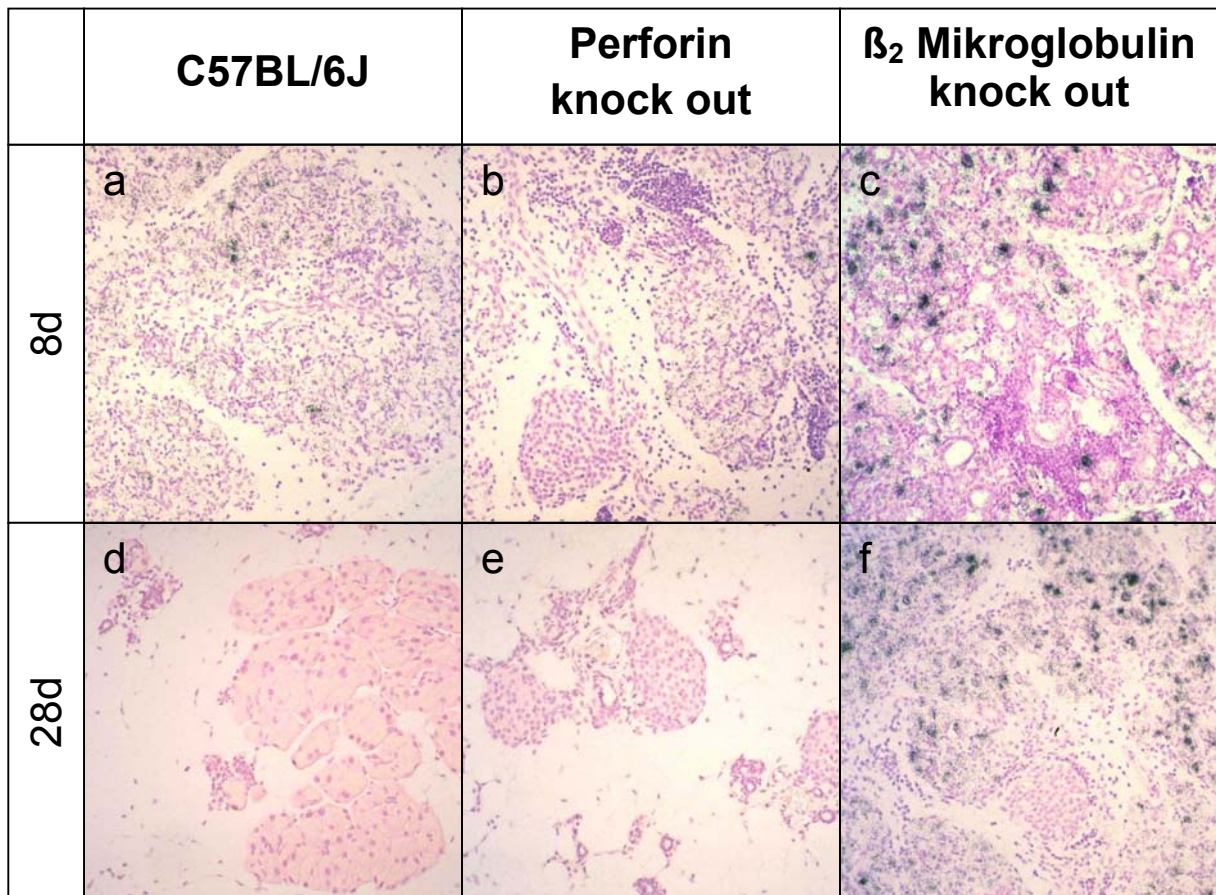 C57BL/6J
Perforin
knock out
ß₂ Mikroglobulin
knock out
8d
a
b
c
28d
d
e
f